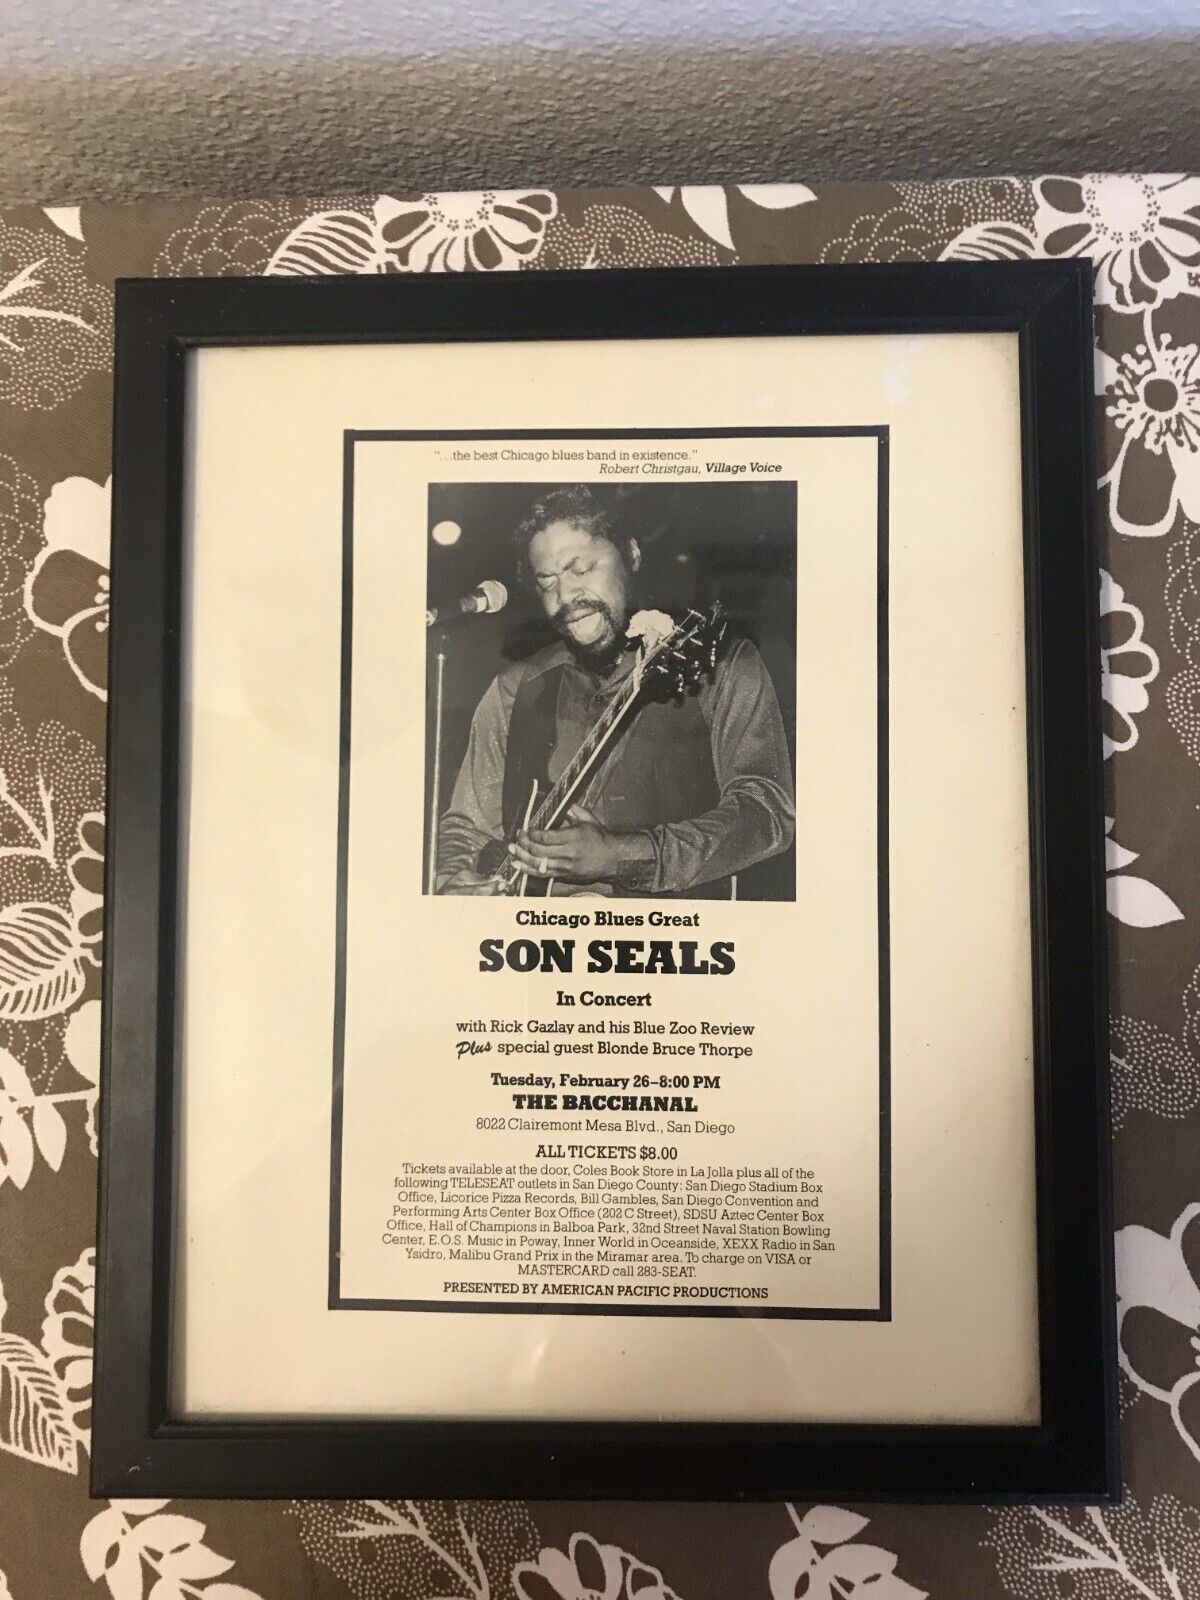 "...the best Chicago blues band in existence."
Robert Christgau, Village Voice
Chicago Blues Great
SON SEALS
In Concert
with Rick Gazlay and his Blue Zoo Review
Plus special guest Blonde Bruce Thorpe
Tuesday, February 26–8:00 PM
THE BACCHANAL
8022 Clairemont Mesa Blvd., San Diego
ALL TICKETS $8.00
Tickets available at the door, Coles Book Store in La Jolla plus all of the
following TELESEAT outlets in San Diego County: San Diego Stadium Box
Office, Licorice Pizza Records, Bill Gambles, San Diego Convention and
Performing Arts Center Box Office (202 C Street), SDSU Aztec Center Box
Office, Hall of Champions in Balboa Park, 32nd Street Naval Station Bowling
Center, E.O.S. Music in Poway, Inner World in Oceanside, XEXX Radio in San
Ysidro, Malibu Grand Prix in the Miramar area. To charge on VISA or
MASTERCARD call 283-SEAT.
PRESENTED BY AMERICAN PACIFIC PRODUCTIONS